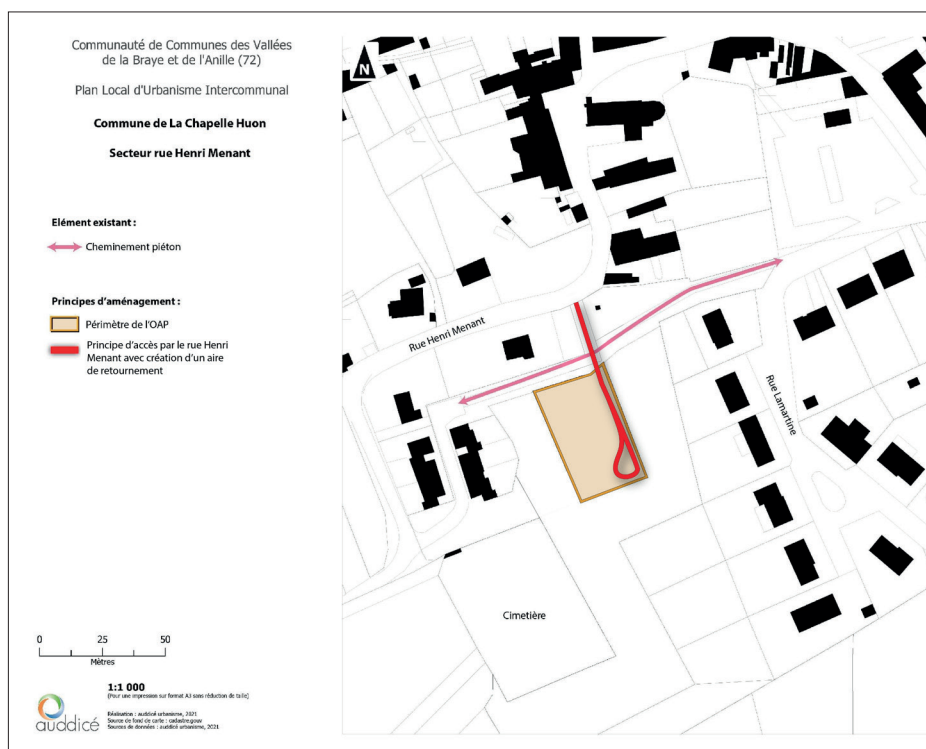 Communauté de Communes des Vallées
de la Braye et de l'Anille (72)
Plan Local d'Urbanisme Intercommunal
Commune de La Chapelle Huon
Secteur rue Henri Menant
Elément existant :
Cheminement piéton
Principes d'aménagement :
Périmètre de l'OAP
Principe d'accès par le rue Henri
Menant avec création d'un aire
de retournement
0 25 50
Mètres
1:1 000
(Pour une impression sur format A3 sans réduction de taille)
auddicé
Réalisation : auddicé urbanisme, 2021
Source de fond de carte : cadastre.gouv
Sources de données : auddicé urbanisme, 2021
N
Rue Henri Menant
Rue Lamartine
Cimetière